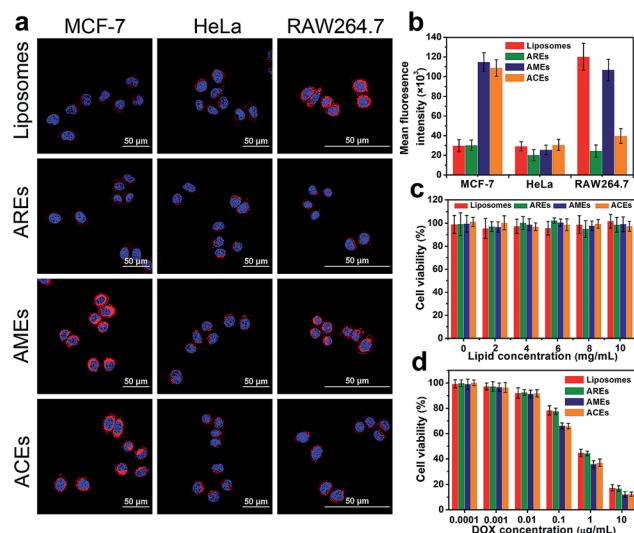 a
MCF-7 HeLa RAW264.7
Liposomes
50 μm 50 μm 50 μm
AREs
50 μm 50 μm 50 μm
AMEs
50 μm 50 μm 50 μm
ACEs
50 μm 50 μm 50 μm
b
Mean fluoresence
intensity (×10³)
140
120
100
80
60
40
20
0
Liposomes
AREs
AMEs
ACEs
MCF-7 HeLa RAW264.7
c
Cell viability (%)
120
100
80
60
40
20
0
Liposomes AREs AMEs ACEs
0 2 4 6 8 10
Lipid concentration (mg/mL)
d
Cell viability (%)
100
80
60
40
20
0
Liposomes
AREs
AMEs
ACEs
0.0001 0.001 0.01 0.1 1 10
DOX concentration (μg/mL)